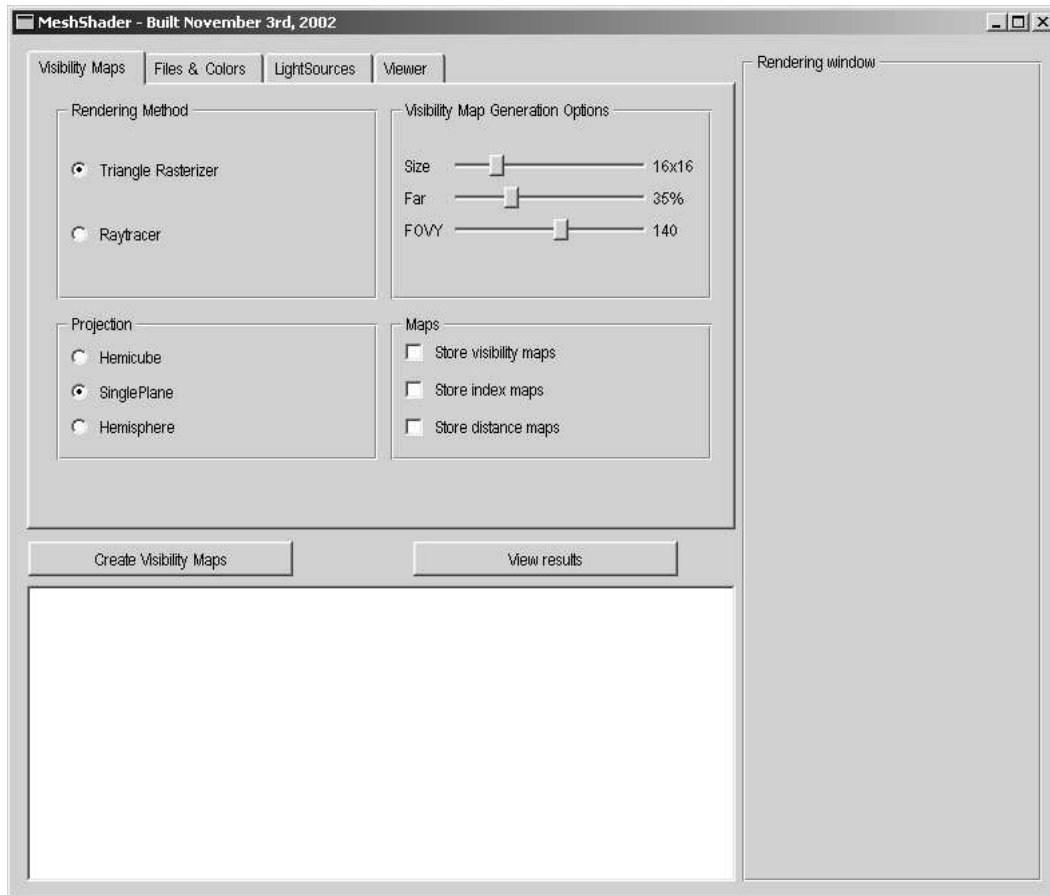 MeshShader - Built November 3rd, 2002
Visibility Maps
Files & Colors
LightSources
Viewer
Rendering window
Rendering Method
Triangle Rasterizer
Raytracer
Visibility Map Generation Options
Size 16x16
Far 35%
FOVY 140
Projection
Hemicube
SinglePlane
Hemisphere
Maps
Store visibility maps
Store index maps
Store distance maps
Create Visibility Maps
View results